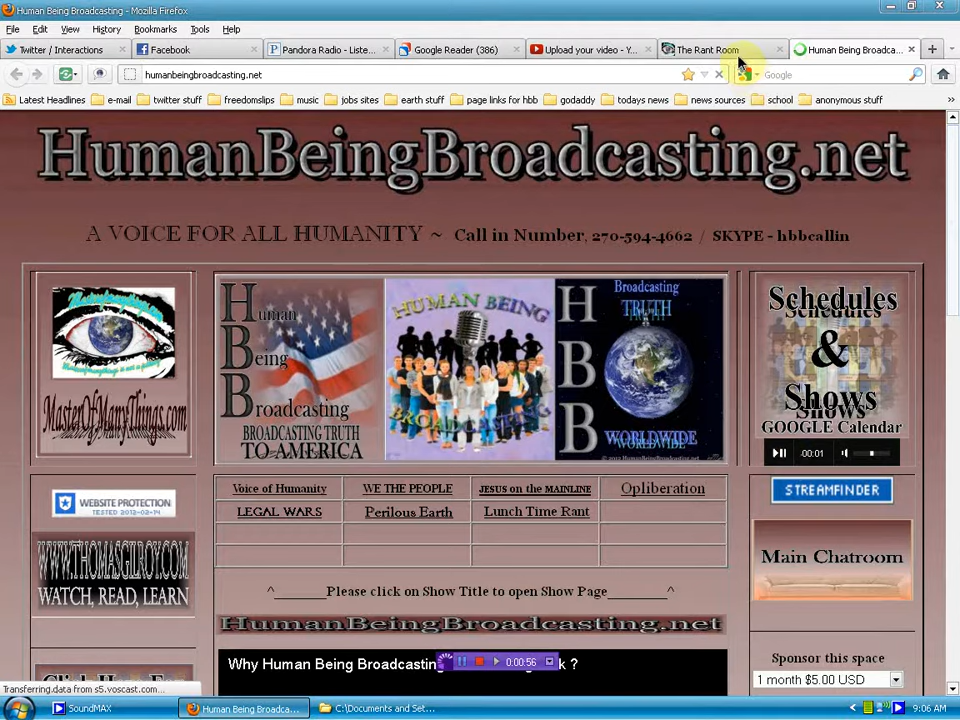 Human Being Broadcasting - Mozilla Firefox
File Edit View History Bookmarks Tools Help
Twitter / Interactions
Facebook
Pandora Radio - Liste...
Google Reader (386)
Upload your video - Y...
The Rant Room
Human Being Broadca...
humanbeingbroadcasting.net
Google
Latest Headlines e-mail twitter stuff freedomslips music jobs sites earth stuff page links for hbb godaddy todays news news sources school anonymous stuff
HumanBeingBroadcasting.net
A VOICE FOR ALL HUMANITY ~ Call in Number, 270-594-4662 / SKYPE - hbbcallin
MasterOfManyThings.com
Human
Being
Broadcasting
BROADCASTING TRUTH
TO AMERICA
HUMAN BEING
BROADCASTING
Broadcasting
TRUTH
H
B
B
WORLDWIDE
Schedules
&
Shows
GOOGLE Calendar
-00:01
WEBSITE PROTECTION
TESTED 2012-02-14
WWW.THOMASGILROY.COM
WATCH, READ, LEARN
Voice of Humanity WE THE PEOPLE JESUS on the MAINLINE Opliberation
LEGAL WARS Perilous Earth Lunch Time Rant
^______Please click on Show Title to open Show Page______^
HumanBeingBroadcasting.net
Why Human Being Broadcastin k ?
0:00:56
STREAMFINDER
Main Chatroom
Sponsor this space
1 month $5.00 USD
Transferring data from s5.voscast.com...
SoundMAX
Human Being Broadca...
C:\Documents and Set...
9:06 AM